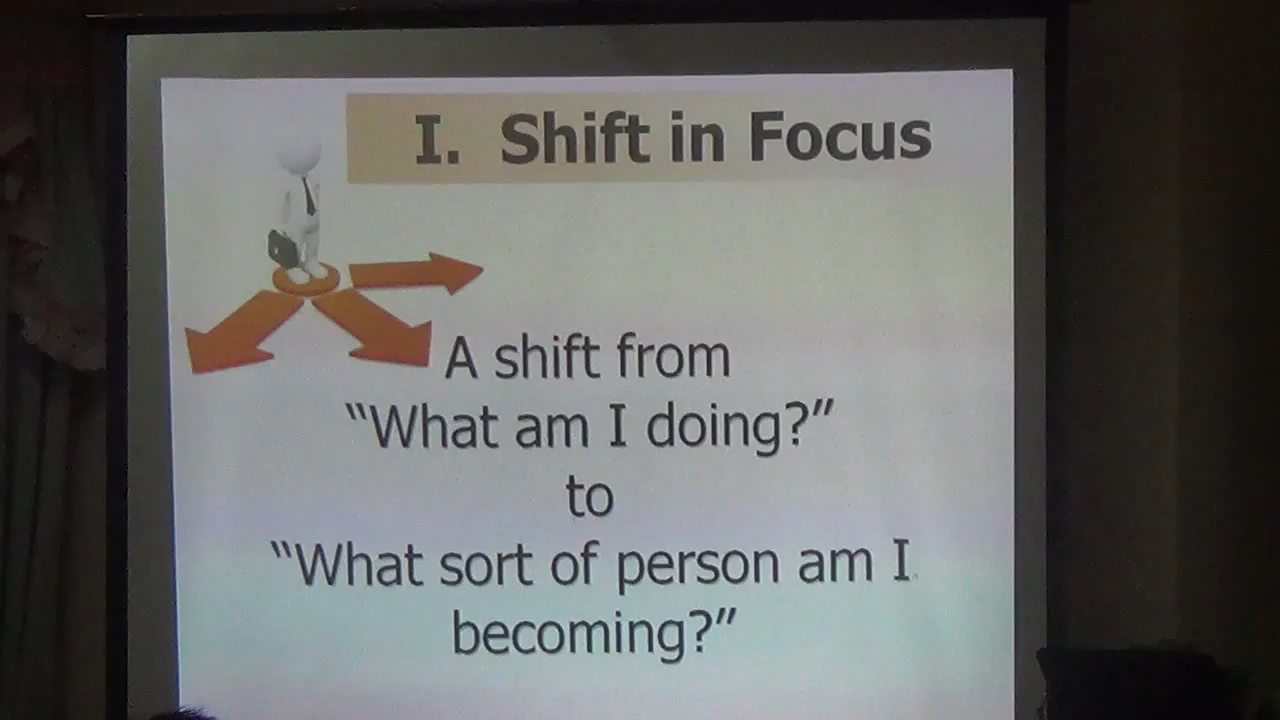 I. Shift in Focus
A shift from
“What am I doing?”
to
“What sort of person am I
becoming?”